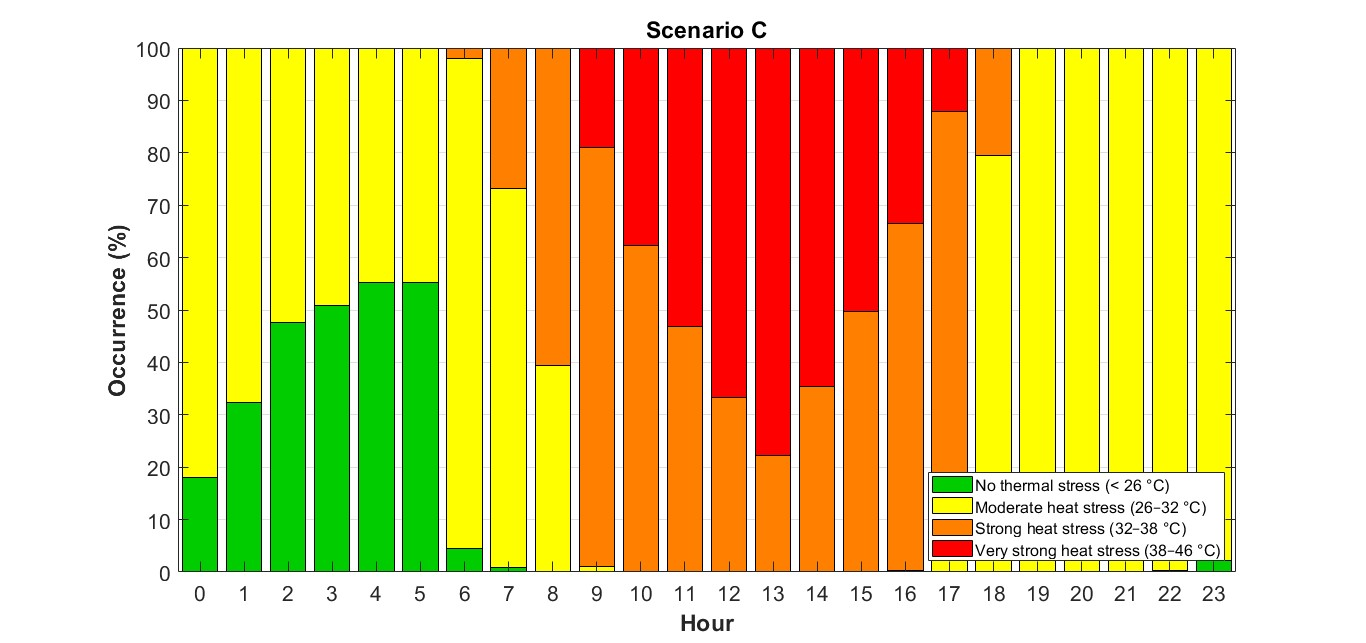 Scenario C
100
90
80
70
60
50
40
30
20
10
0
Occurrence (%)
No thermal stress (< 26 °C)
Moderate heat stress (26–32 °C)
Strong heat stress (32–38 °C)
Very strong heat stress (38–46 °C)
0 1 2 3 4 5 6 7 8 9 10 11 12 13 14 15 16 17 18 19 20 21 22 23
Hour